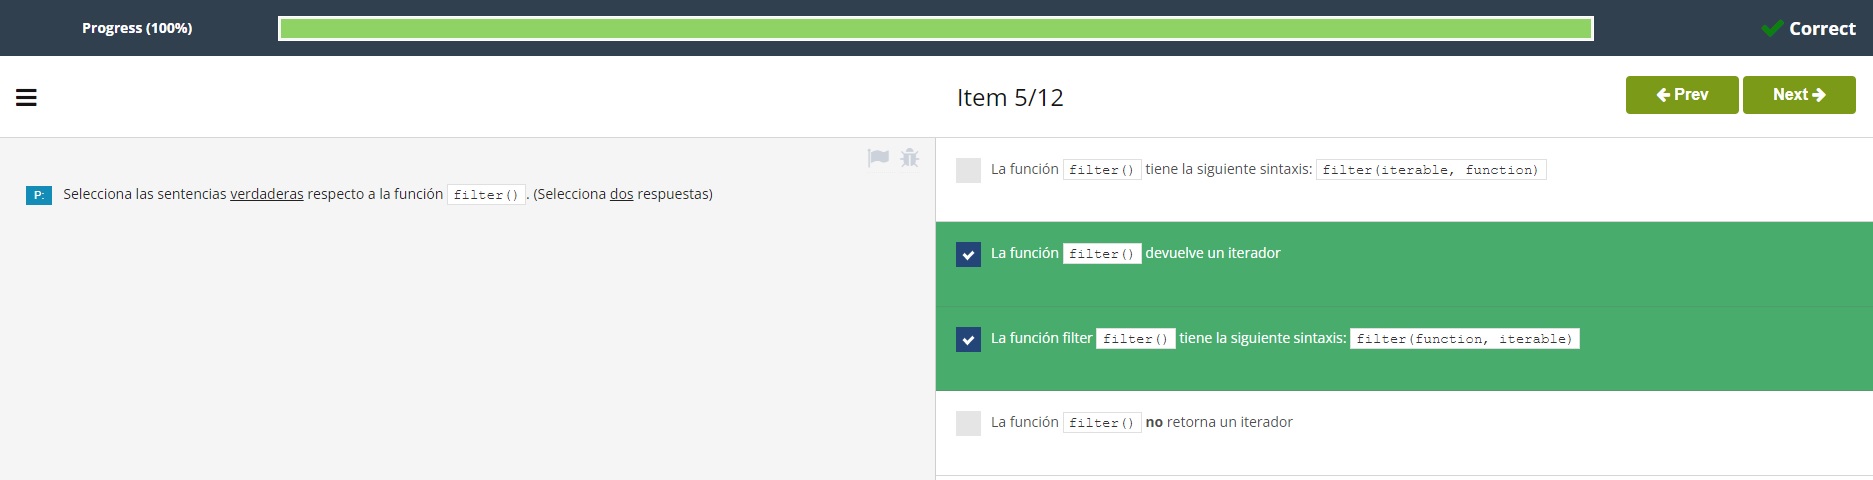 Progress (100%)
Correct
Item 5/12
Prev
Next
P: Selecciona las sentencias verdaderas respecto a la función filter(). (Selecciona dos respuestas)
La función filter() tiene la siguiente sintaxis: filter(iterable, function)
La función filter() devuelve un iterador
La función filter filter() tiene la siguiente sintaxis: filter(function, iterable)
La función filter() no retorna un iterador